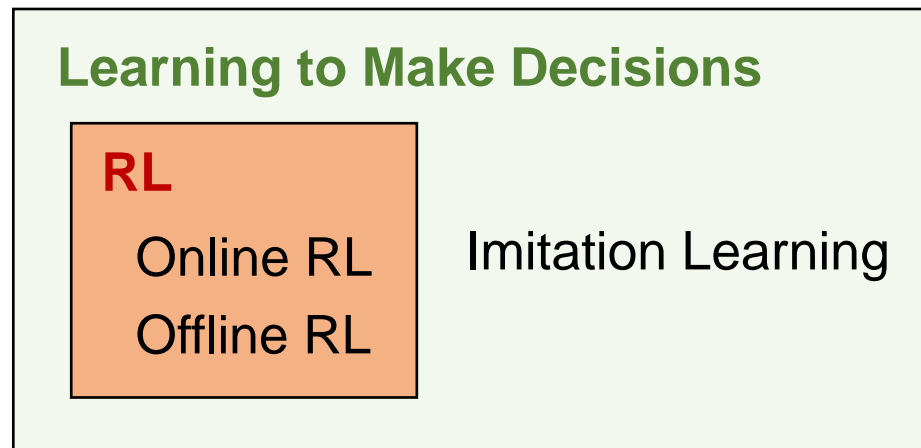 Learning to Make Decisions
RL
Online RL
Offline RL
Imitation Learning